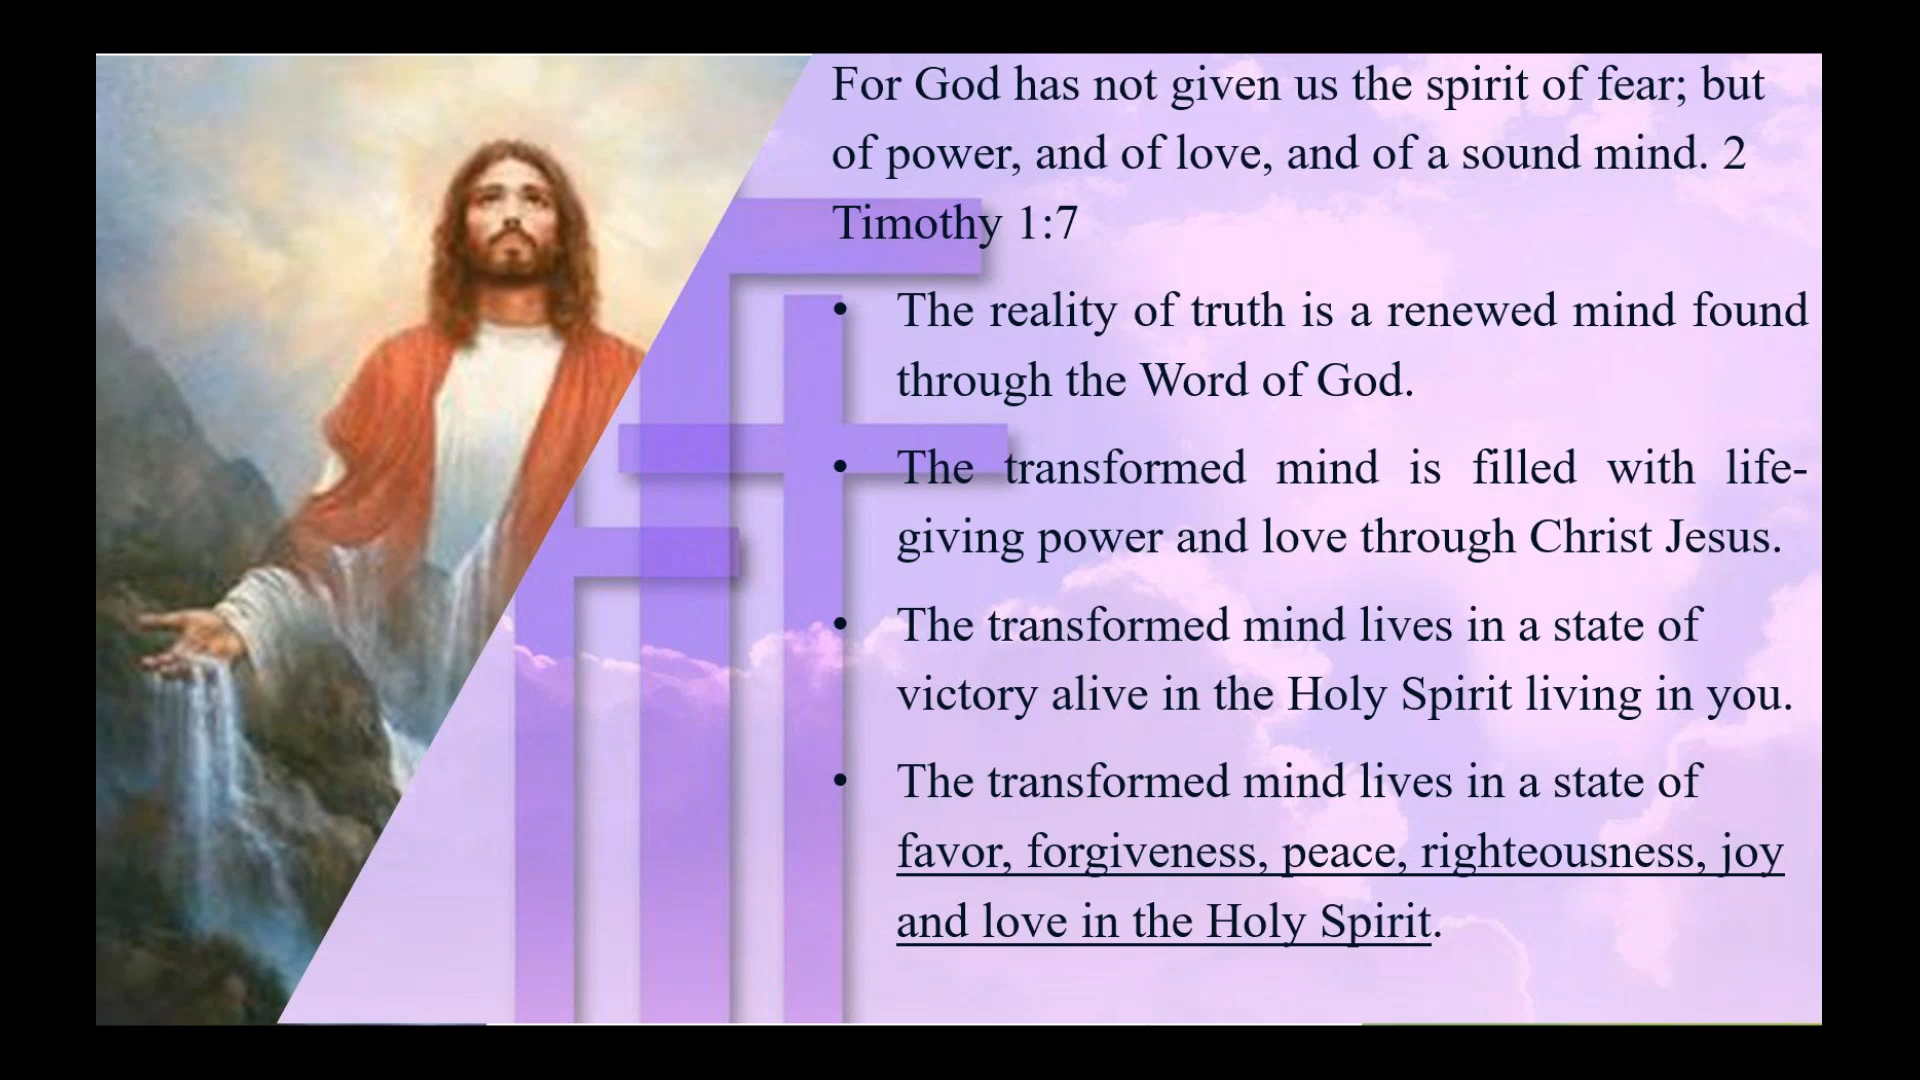 For God has not given us the spirit of fear; but
of power, and of love, and of a sound mind. 2
Timothy 1:7
• The reality of truth is a renewed mind found
through the Word of God.
• The transformed mind is filled with life-
giving power and love through Christ Jesus.
• The transformed mind lives in a state of
victory alive in the Holy Spirit living in you.
• The transformed mind lives in a state of
favor, forgiveness, peace, righteousness, joy
and love in the Holy Spirit.